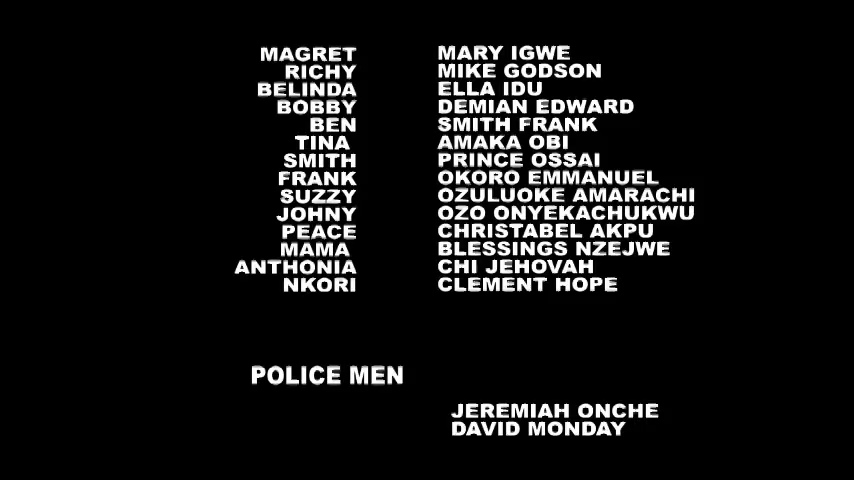 MAGRET MARY IGWE
RICHY MIKE GODSON
BELINDA ELLA IDU
BOBBY DEMIAN EDWARD
BEN SMITH FRANK
TINA AMAKA OBI
SMITH PRINCE OSSAI
FRANK OKORO EMMANUEL
SUZZY OZULUOKE AMARACHI
JOHNY OZO ONYEKACHUKWU
PEACE CHRISTABEL AKPU
MAMA BLESSINGS NZEJWE
ANTHONIA CHI JEHOVAH
NKORI CLEMENT HOPE
POLICE MEN
JEREMIAH ONCHE
DAVID MONDAY